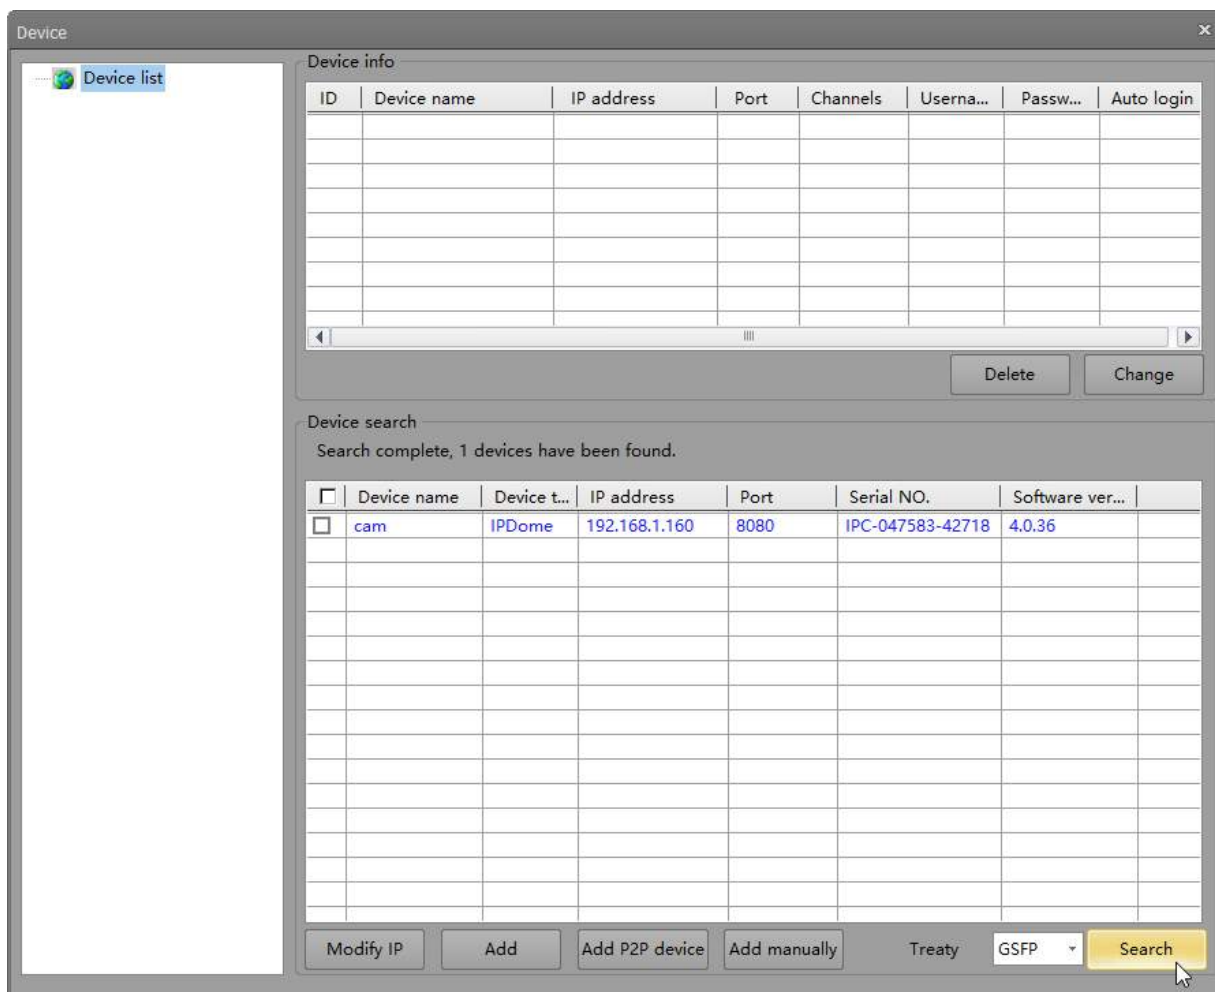 Device
Device list
Device info
ID Device name IP address Port Channels Userna... Passw... Auto login
Delete Change
Device search
Search complete, 1 devices have been found.
Device name Device t... IP address Port Serial NO. Software ver...
cam IPDome 192.168.1.160 8080 IPC-047583-42718 4.0.36
Modify IP Add Add P2P device Add manually Treaty GSFP Search